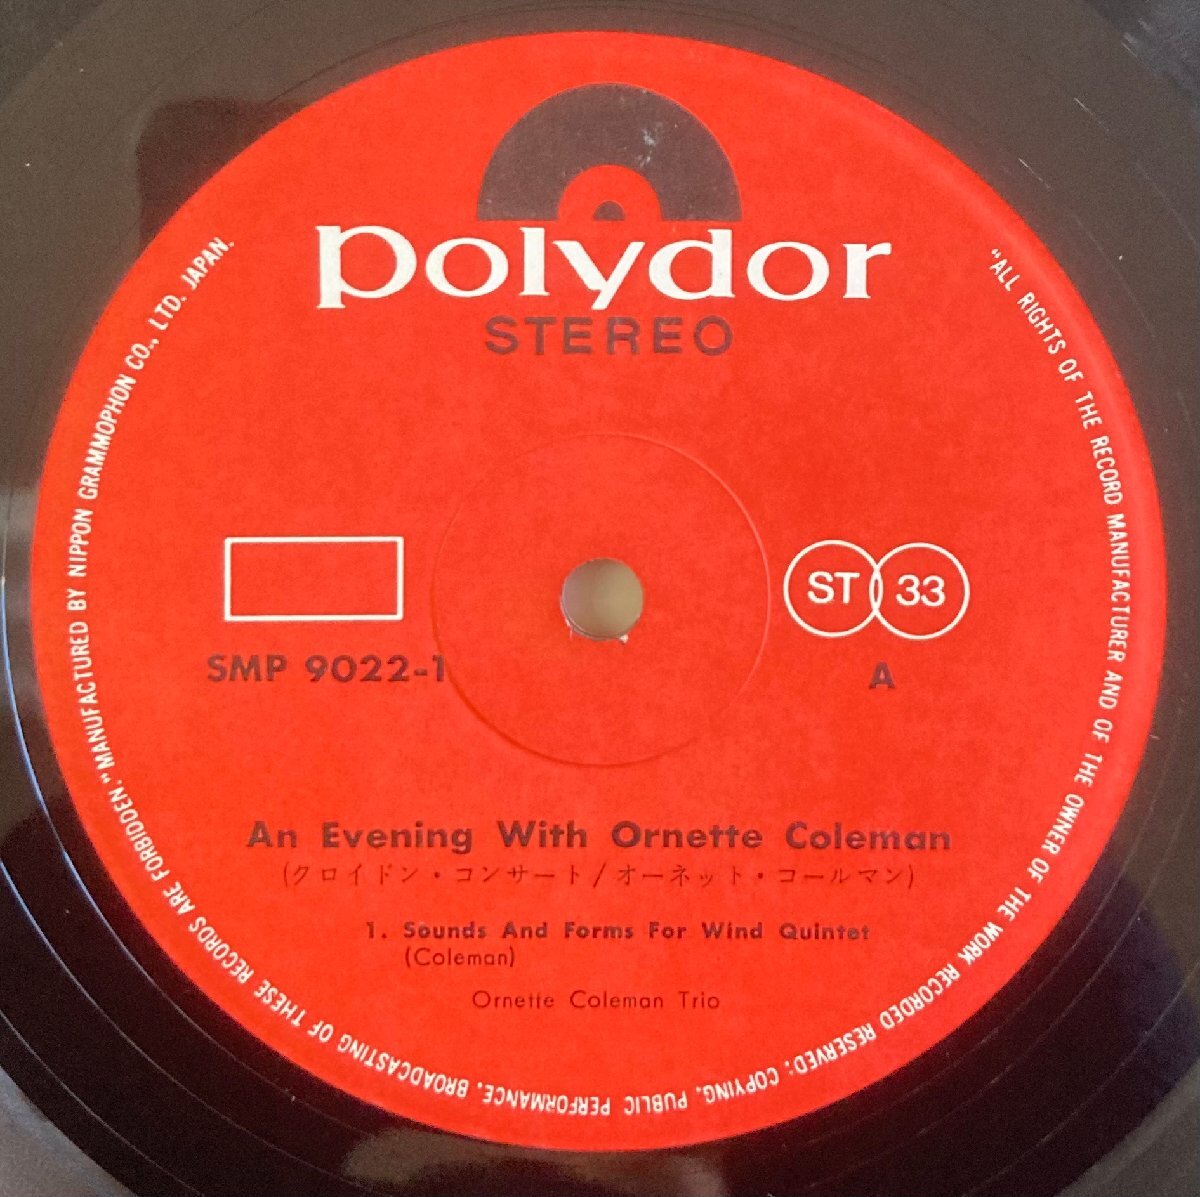 polydor
STEREO
"ALL RIGHTS OF THE RECORD MANUFACTURER AND OF THE OWNER OF THE WORK RECORDED RESERVED; COPYING, PUBLIC PERFORMANCE, BROADCASTING OF THESE RECORDS ARE FORBIDDEN." MANUFACTURED BY NIPPON GRAMMOPHON CO., LTD. JAPAN.
ST 33
SMP 9022-1
A
An Evening With Ornette Coleman
(クロイドン・コンサート/オーネット・コールマン)
1. Sounds And Forms For Wind Quintet
(Coleman)
Ornette Coleman Trio